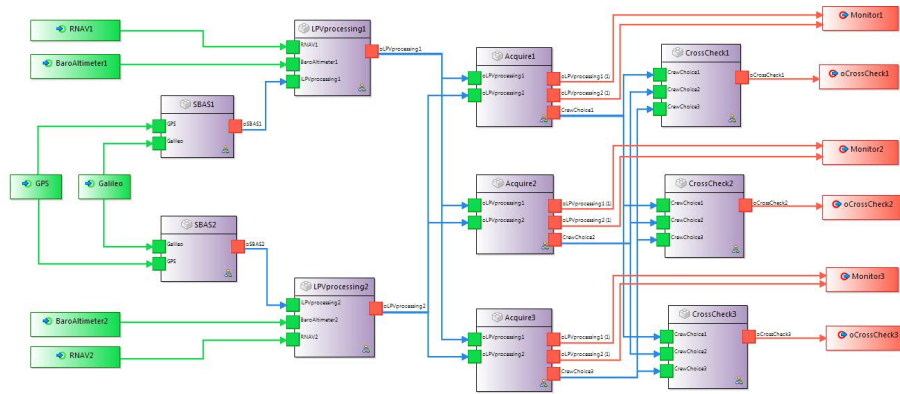 RNAV1
BaroAltimeter1
LPVprocessing1
RNAV1
BaroAltimeter1
iLPVprocessing1
oLPVprocessing1
SBAS1
GPS
Galileo
oSBAS1
GPS
Galileo
SBAS2
Galileo
GPS
oSBAS2
LPVprocessing2
iLPVprocessing2
BaroAltimeter2
RNAV2
oLPVprocessing2
BaroAltimeter2
RNAV2
Acquire1
oLPVprocessing1
oLPVprocessing2
oLPVprocessing1 (1)
oLPVprocessing2 (1)
CrewChoice1
Acquire2
oLPVprocessing1
oLPVprocessing2
oLPVprocessing1 (1)
oLPVprocessing2 (1)
CrewChoice2
Acquire3
oLPVprocessing1
oLPVprocessing2
oLPVprocessing1 (1)
oLPVprocessing2 (1)
CrewChoice3
CrossCheck1
CrewChoice1
CrewChoice2
CrewChoice3
oCrossCheck1
CrossCheck2
CrewChoice1
CrewChoice2
CrewChoice3
oCrossCheck2
CrossCheck3
CrewChoice1
CrewChoice2
CrewChoice3
oCrossCheck3
Monitor1
oCrossCheck1
Monitor2
oCrossCheck2
Monitor3
oCrossCheck3